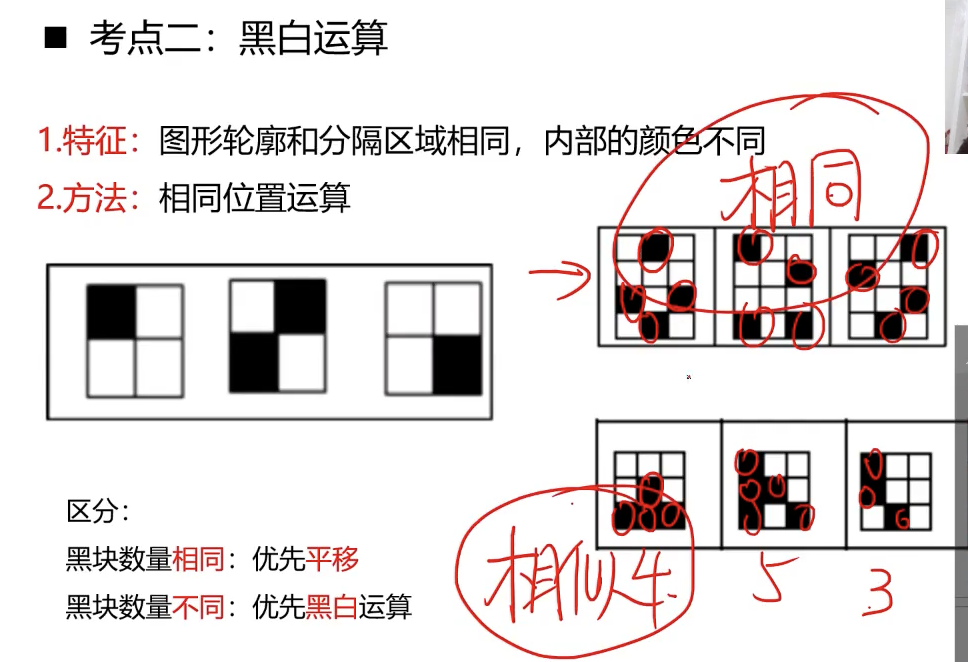 ■ 考点二：黑白运算
1.特征：图形轮廓和分隔区域相同，内部的颜色不同
2.方法：相同位置运算
相同
区分：
黑块数量相同：优先平移
黑块数量不同：优先黑白运算
相似 4 5 3